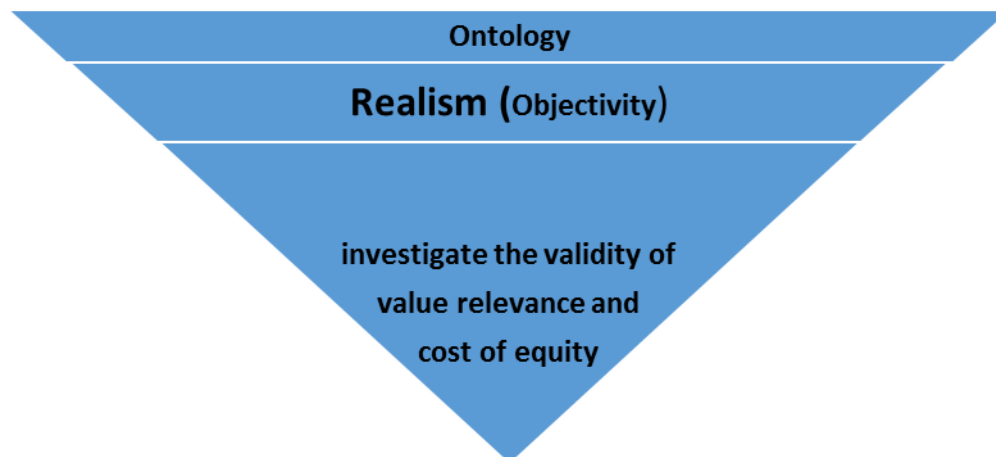 Ontology
Realism (Objectivity)
investigate the validity of
value relevance and
cost of equity